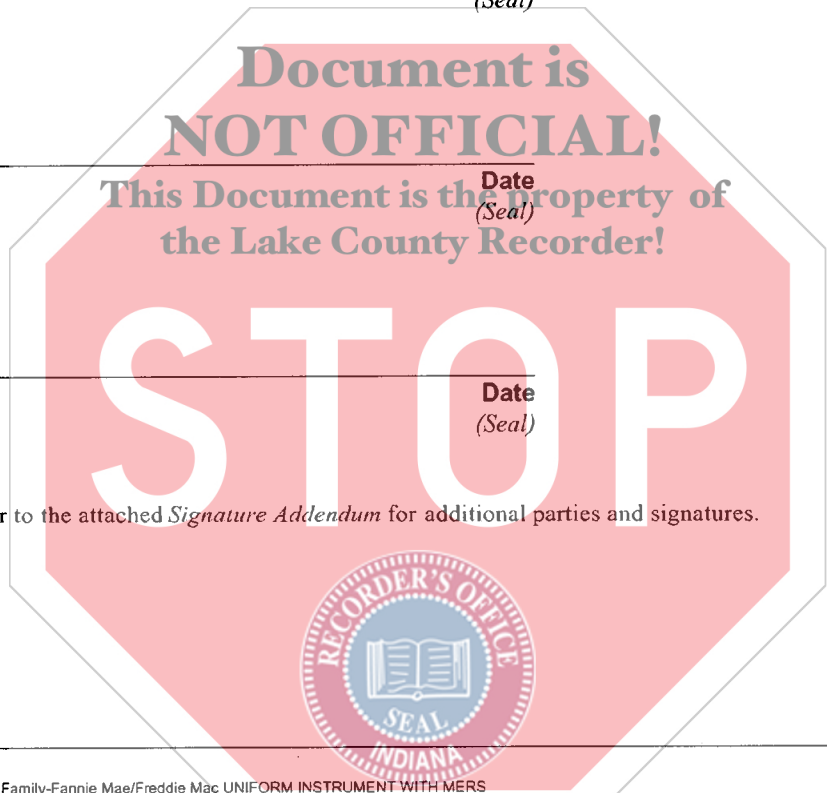 (Seal)
Document is
NOT OFFICIAL!
Date
This Document is the property of
(Seal)
the Lake County Recorder!
STOP
Date
(Seal)
r to the attached Signature Addendum for additional parties and signatures.
RECORDER'S OFFICE
SEAL
INDIANA
Family-Fannie Mae/Freddie Mac UNIFORM INSTRUMENT WITH MERS